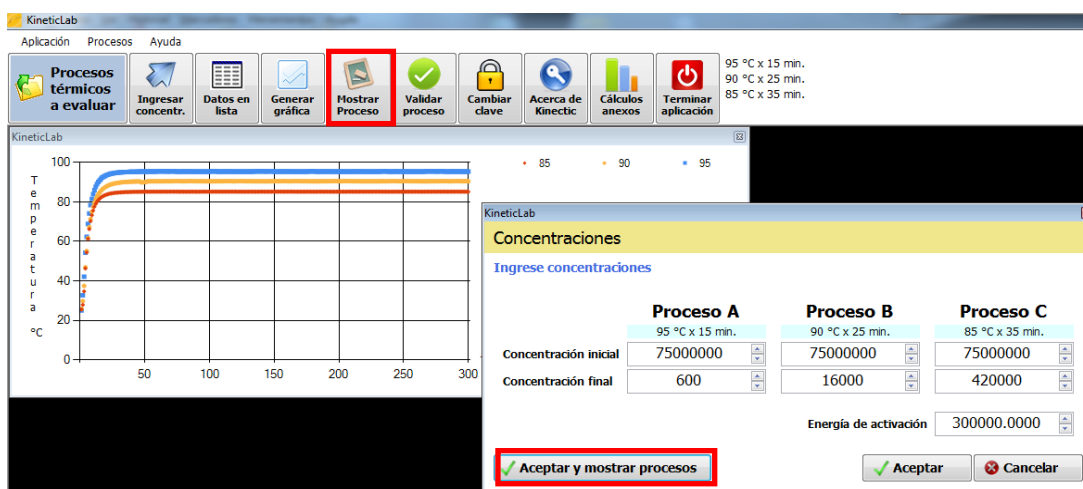 KineticLab
Aplicación Procesos Ayuda
Procesos térmicos a evaluar
Ingresar concentr.
Datos en lista
Generar gráfica
Mostrar Proceso
Validar proceso
Cambiar clave
Acerca de Kinectic
Cálculos anexos
Terminar aplicación
95 °C x 15 min.
90 °C x 25 min.
85 °C x 35 min.
KineticLab
85 90 95
Temperatura °C
100
80
60
40
20
0
50 100 150 200 250 300
KineticLab
Concentraciones
Ingrese concentraciones
Proceso A Proceso B Proceso C
95 °C x 15 min. 90 °C x 25 min. 85 °C x 35 min.
Concentración inicial 75000000 75000000 75000000
Concentración final 600 16000 420000
Energía de activación 300000.0000
Aceptar y mostrar procesos Aceptar Cancelar